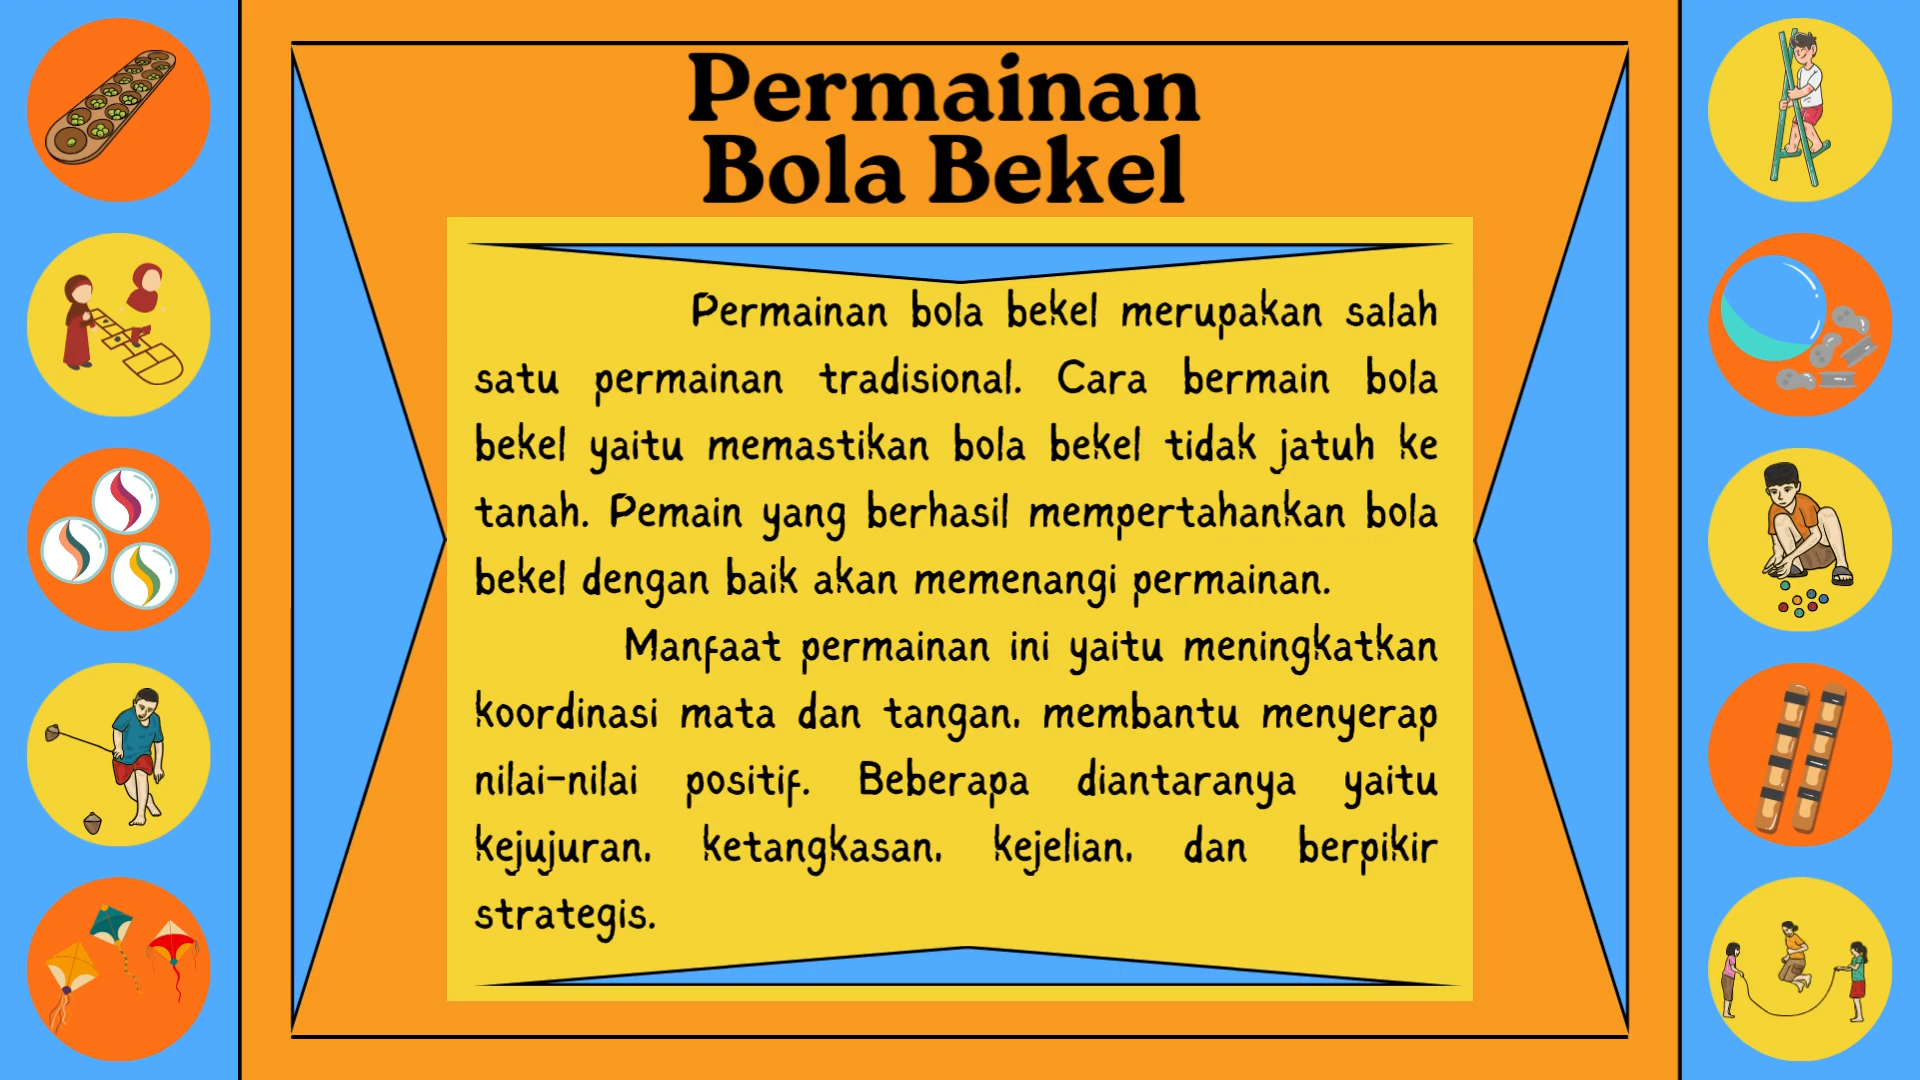 Permainan
Bola Bekel
Permainan bola bekel merupakan salah
satu permainan tradisional. Cara bermain bola
bekel yaitu memastikan bola bekel tidak jatuh ke
tanah. Pemain yang berhasil mempertahankan bola
bekel dengan baik akan memenangi permainan.
Manfaat permainan ini yaitu meningkatkan
koordinasi mata dan tangan, membantu menyerap
nilai-nilai positif. Beberapa diantaranya yaitu
kejujuran, ketangkasan, kejelian, dan berpikir
strategis.